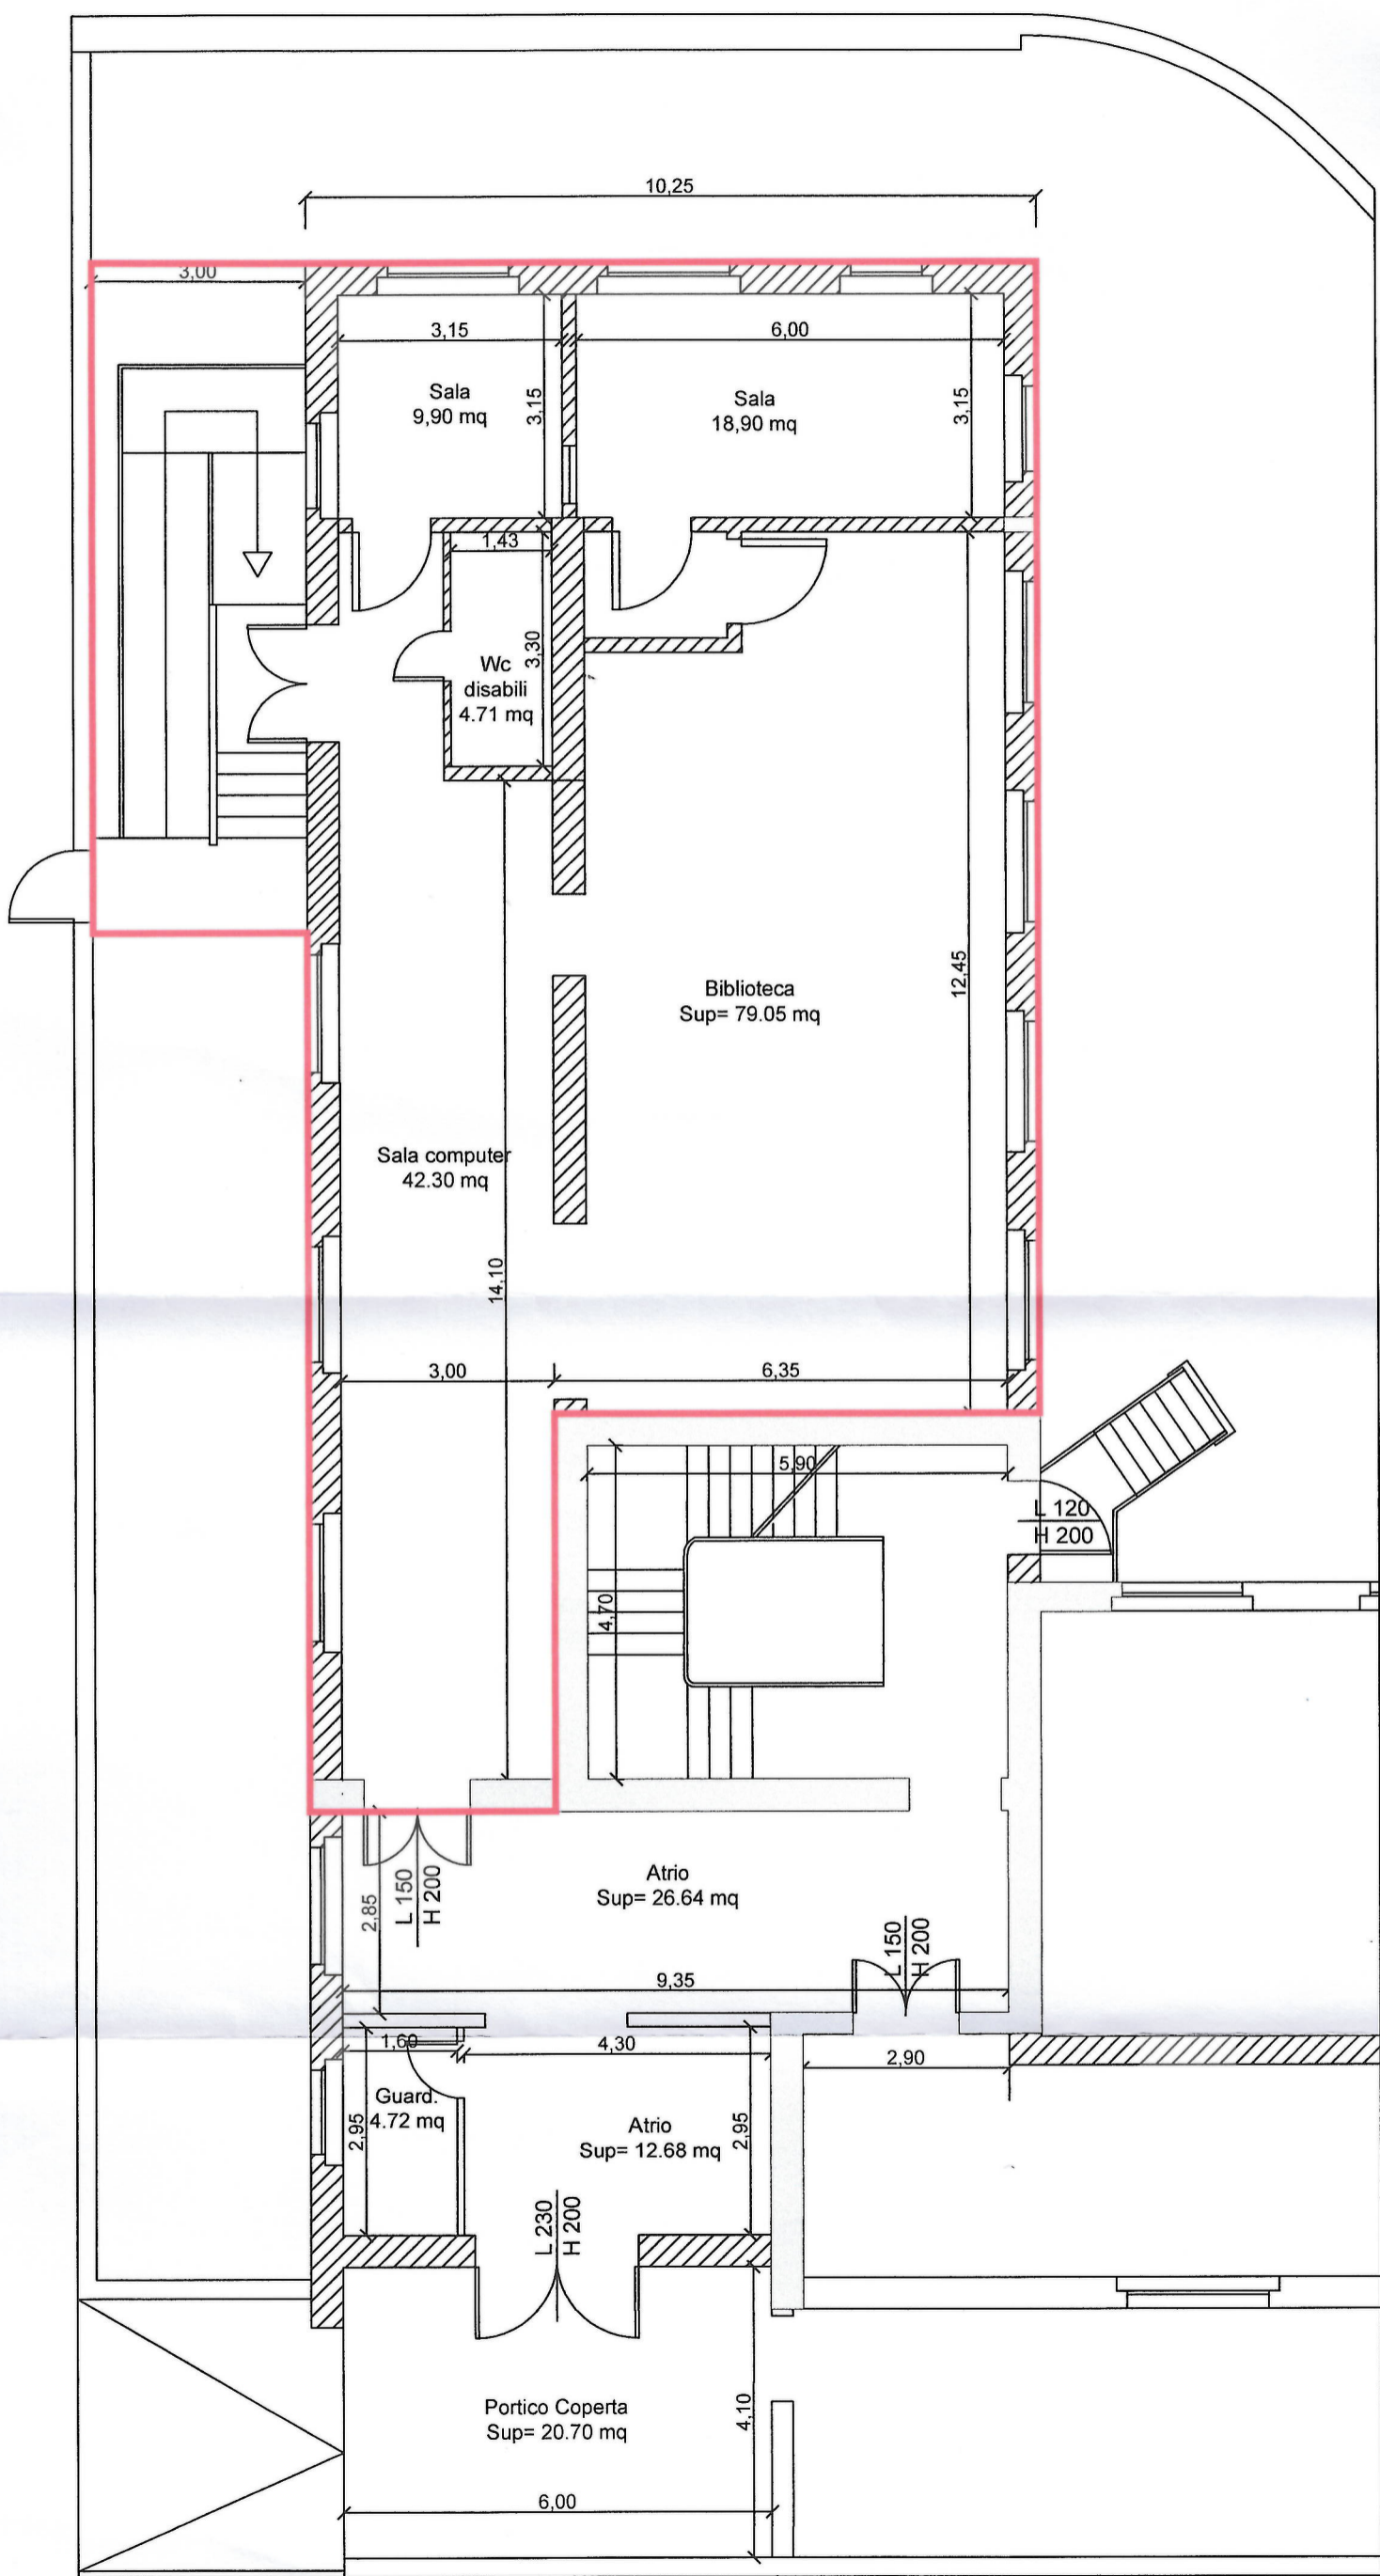 10,25
3,00
3,15
6,00
Sala
9,90 mq
3,15
Sala
18,90 mq
3,15
1,43
Wc
disabili
4.71 mq
3,30
Biblioteca
Sup= 79.05 mq
12,45
Sala computer
42.30 mq
14,10
3,00
6,35
5,90
4,70
L 120
H 200
Atrio
Sup= 26.64 mq
2,85
L 150
H 200
L 150
H 200
9,35
1,60
4,30
2,90
Guard.
4.72 mq
2,95
Atrio
Sup= 12.68 mq
2,95
L 230
H 200
Portico Coperta
Sup= 20.70 mq
4,10
6,00